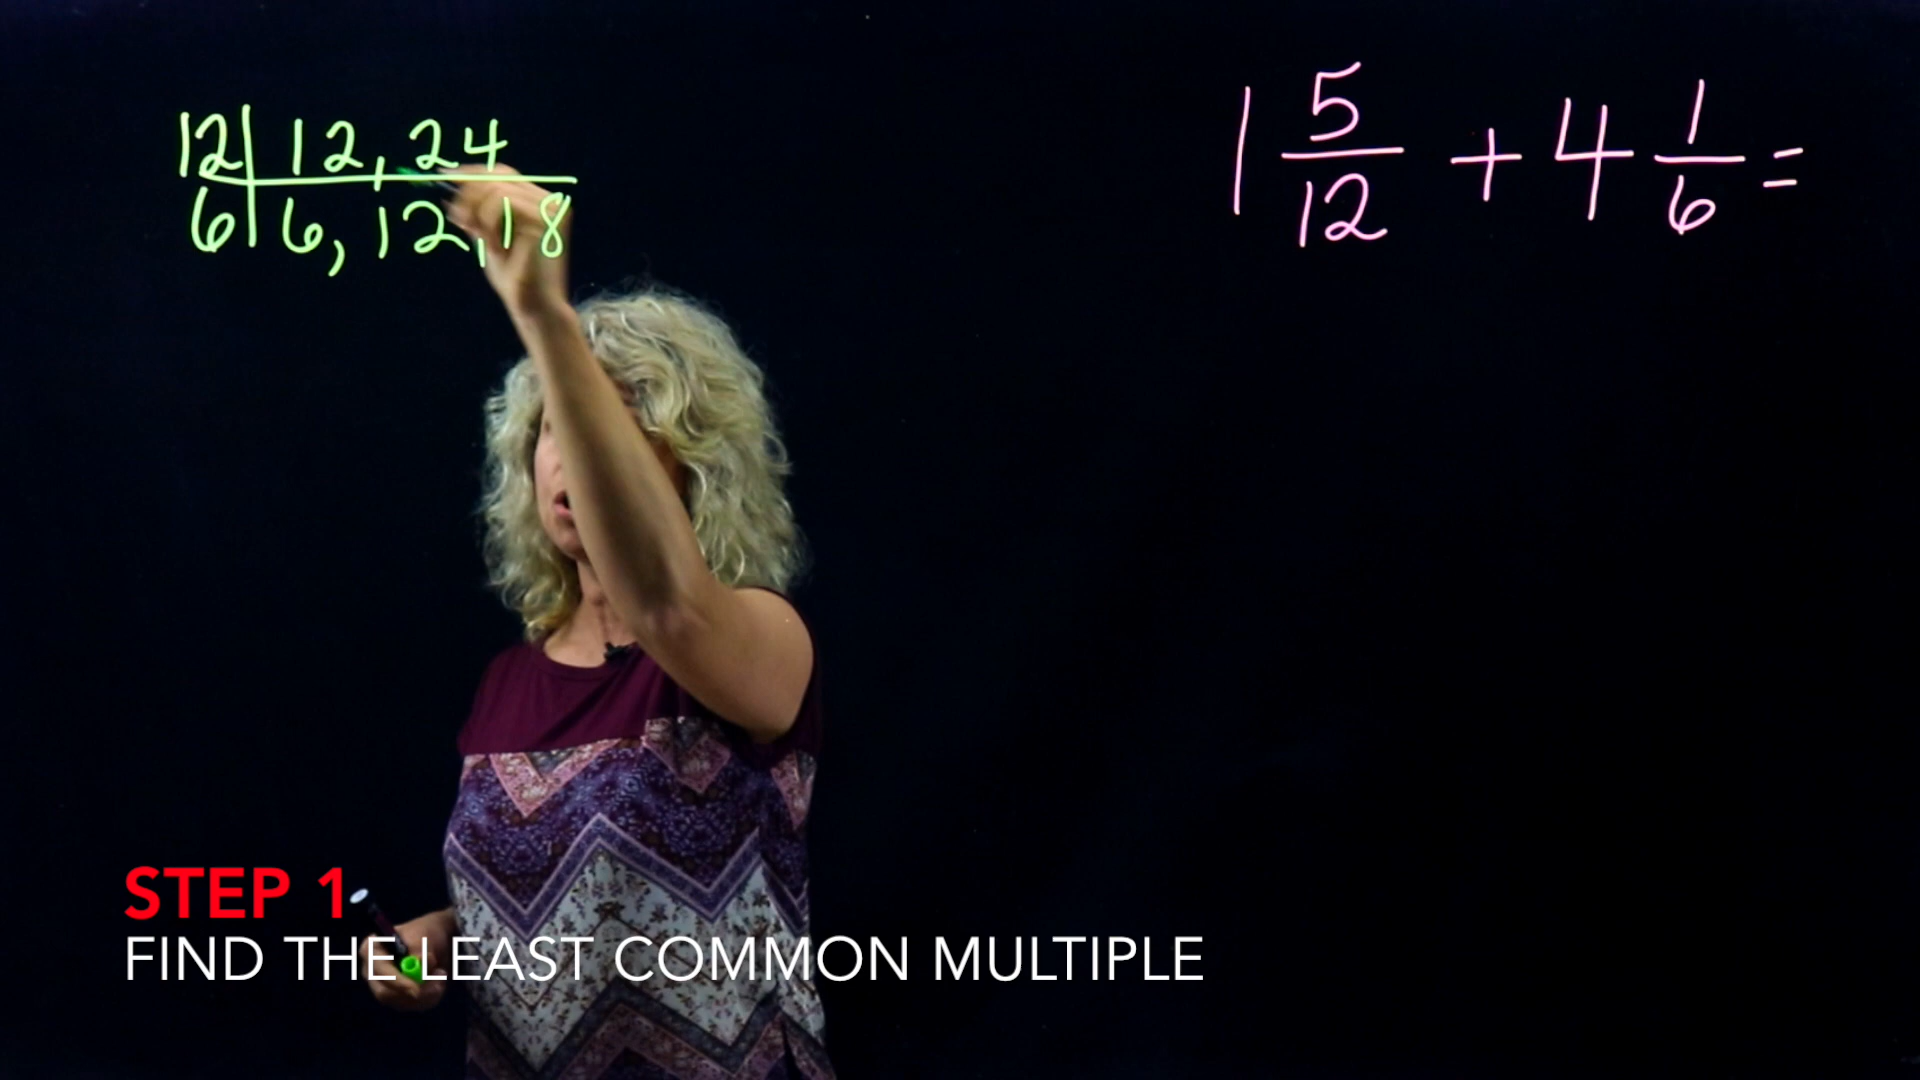 12 | 12, 24
6 | 6, 12, 18
1 5/12 + 4 1/6 =
STEP 1
FIND THE LEAST COMMON MULTIPLE